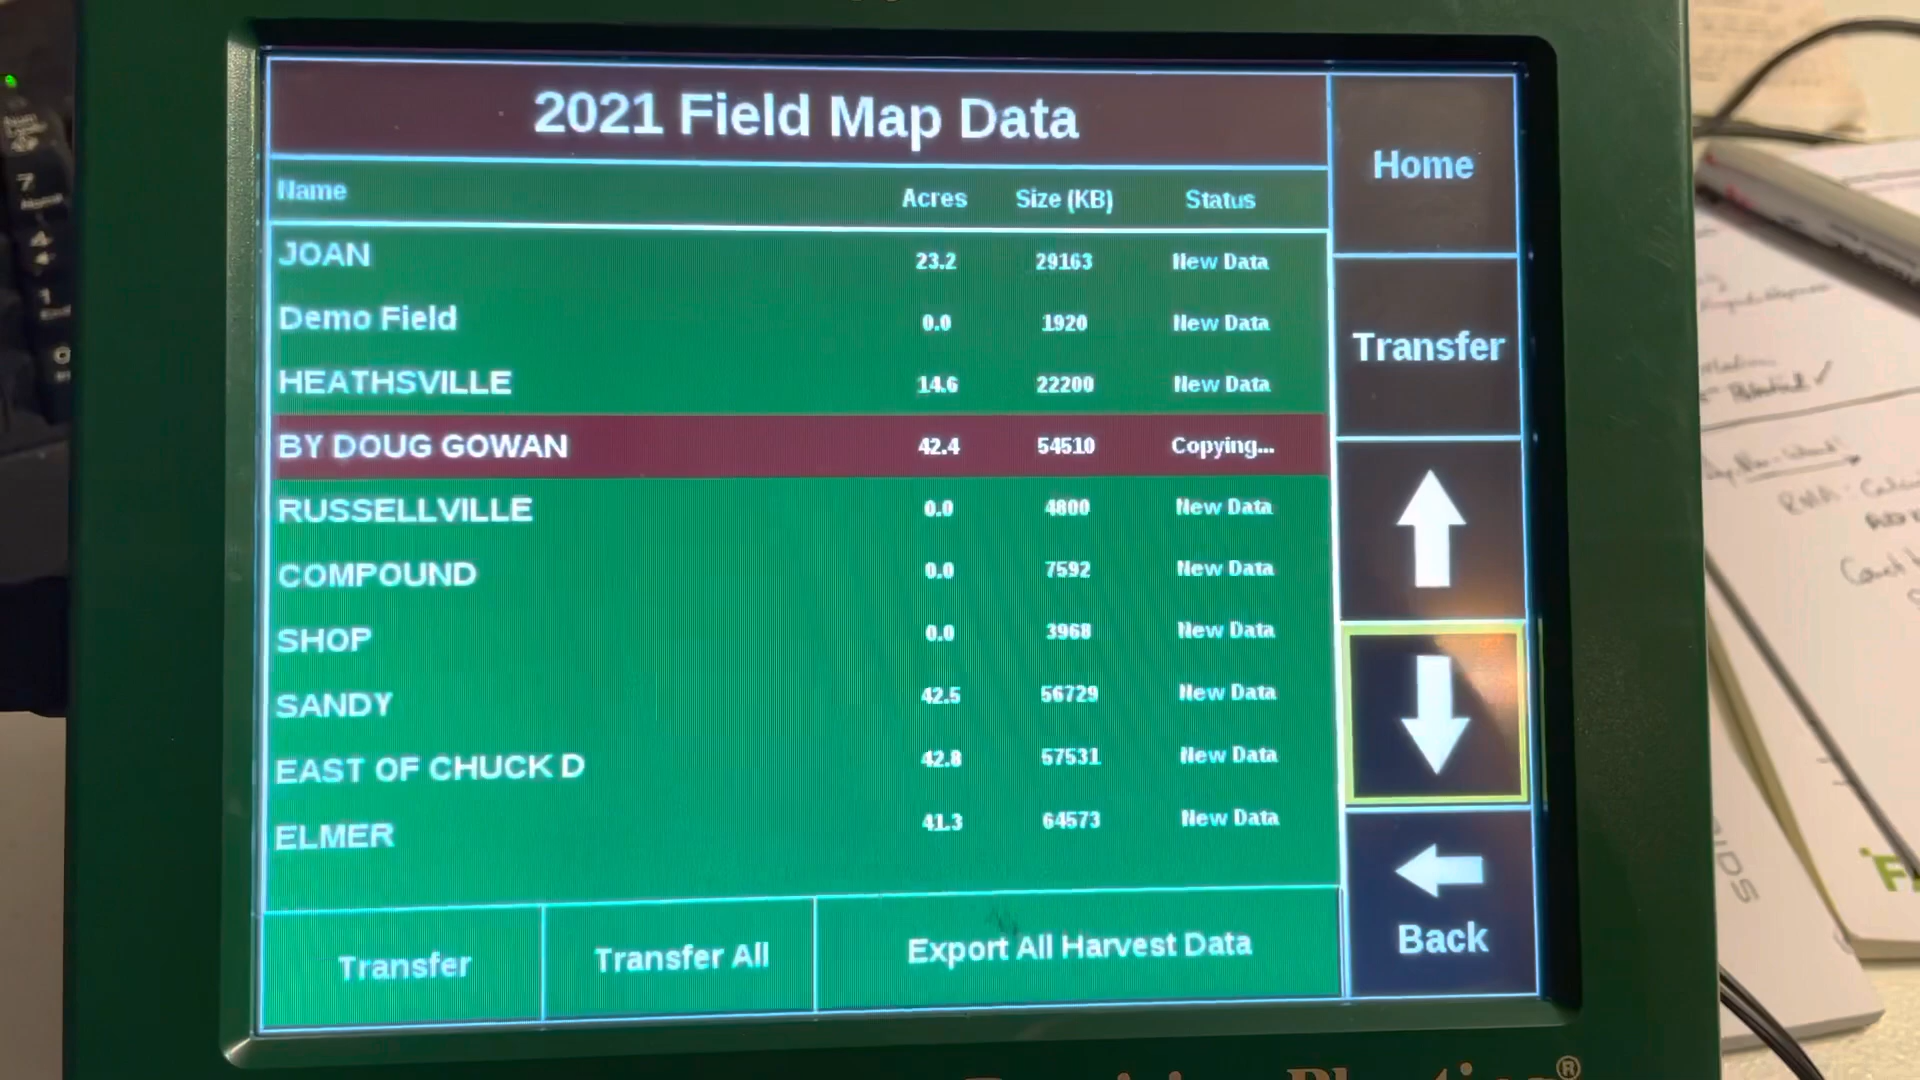 2021 Field Map Data
Name Acres Size (KB) Status
JOAN 23.2 29163 New Data
Demo Field 0.0 1920 New Data
HEATHSVILLE 14.6 22200 New Data
BY DOUG GOWAN 42.4 54510 Copying...
RUSSELLVILLE 0.0 4800 New Data
COMPOUND 0.0 7592 New Data
SHOP 0.0 3968 New Data
SANDY 42.5 56729 New Data
EAST OF CHUCK D 42.8 57531 New Data
ELMER 41.3 64573 New Data
Transfer Transfer All Export All Harvest Data
Home
Transfer
Back
7
4
1
0